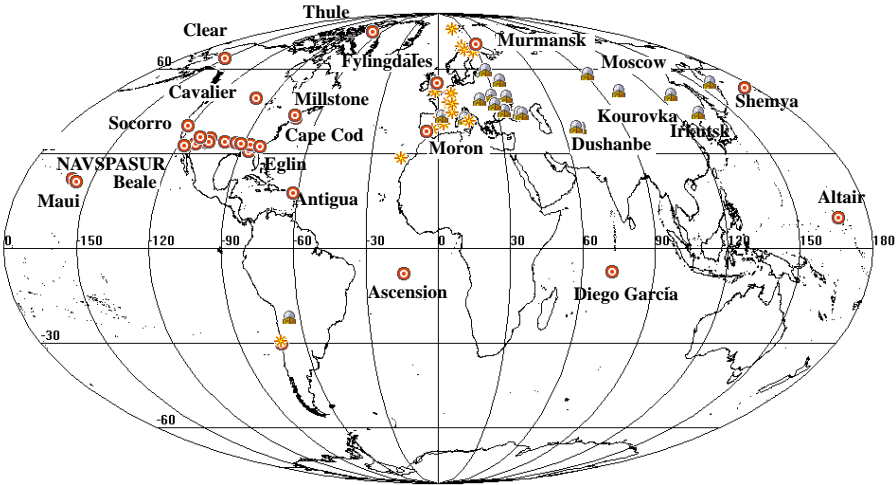 Thule
Clear
Murmansk
Fylingdales
Moscow
60
Cavalier
Millstone
Shemya
Socorro
Cape Cod
Kourovka
Irkutsk
Moron
Dushanbe
NAVSPASUR
Eglin
Beale
Maui
Antigua
Altair
0 -150 -120 -90 -60 -30 0 30 60 90 120 150 180
Ascension
Diego García
-30
-60